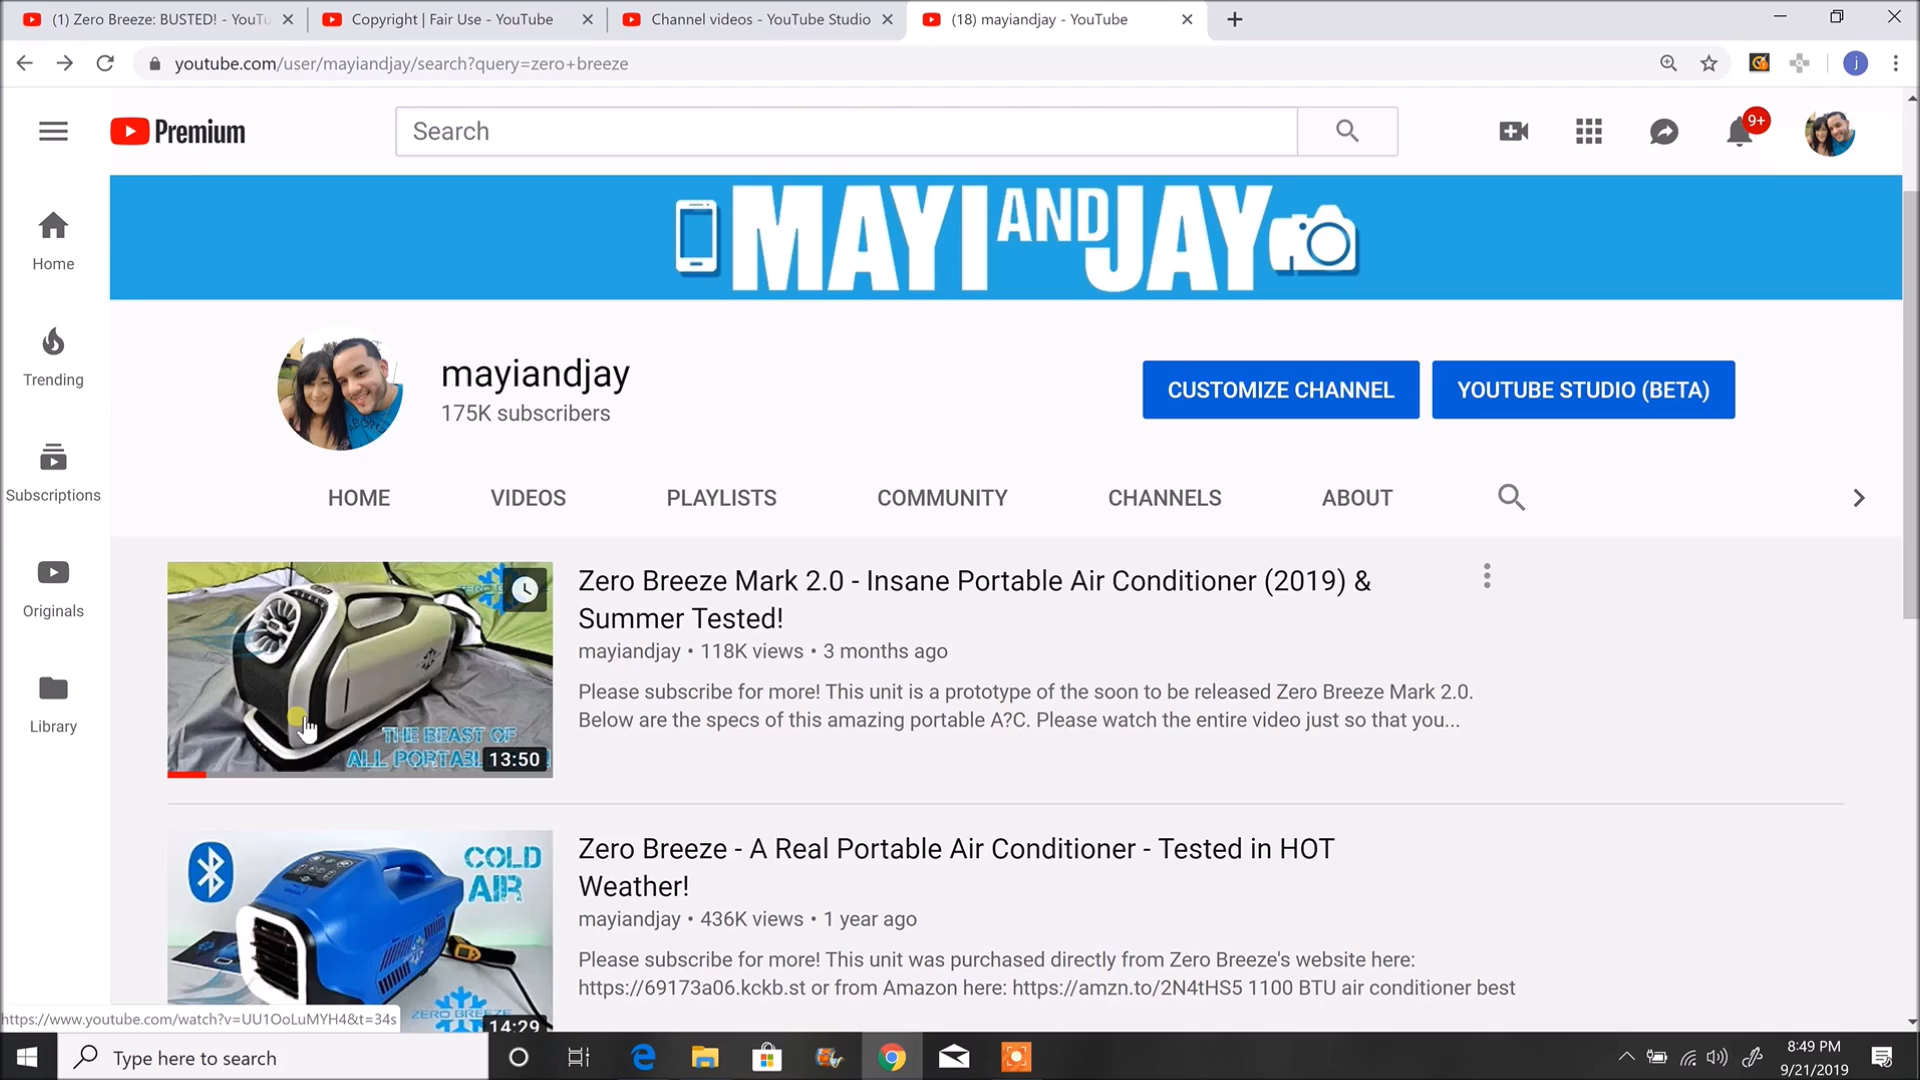 (1) Zero Breeze: BUSTED! - YouTu
Copyright | Fair Use - YouTube
Channel videos - YouTube Studio
(18) mayiandjay - YouTube
youtube.com/user/mayiandjay/search?query=zero+breeze
j
Premium
Search
9+
MAYI AND JAY
Home
Trending
Subscriptions
Originals
Library
mayiandjay
175K subscribers
CUSTOMIZE CHANNEL
YOUTUBE STUDIO (BETA)
HOME
VIDEOS
PLAYLISTS
COMMUNITY
CHANNELS
ABOUT
THE BEAST OF
ALL PORTABL
13:50
Zero Breeze Mark 2.0 - Insane Portable Air Conditioner (2019) &
Summer Tested!
mayiandjay • 118K views • 3 months ago
Please subscribe for more! This unit is a prototype of the soon to be released Zero Breeze Mark 2.0.
Below are the specs of this amazing portable A?C. Please watch the entire video just so that you...
COLD
AIR
ZERO BREEZE
14:29
Zero Breeze - A Real Portable Air Conditioner - Tested in HOT
Weather!
mayiandjay • 436K views • 1 year ago
Please subscribe for more! This unit was purchased directly from Zero Breeze's website here:
https://69173a06.kckb.st or from Amazon here: https://amzn.to/2N4tHS5 1100 BTU air conditioner best
https://www.youtube.com/watch?v=UU1OoLuMYH4&t=34s
Type here to search
8:49 PM
9/21/2019